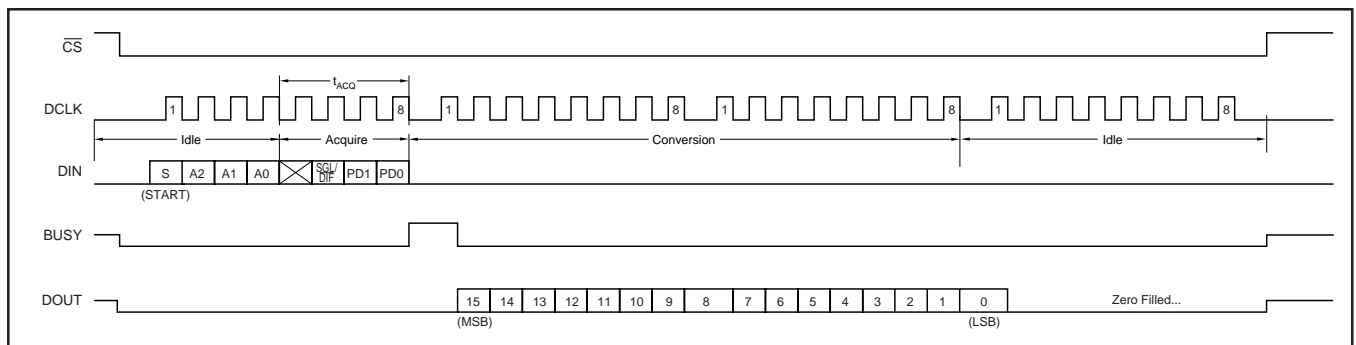 CS
tACQ
DCLK 1 8 1 8 1 8 1 8
Idle Acquire Conversion Idle
DIN S A2 A1 A0 SGL/DIF PD1 PD0
(START)
BUSY
DOUT 15 14 13 12 11 10 9 8 7 6 5 4 3 2 1 0 Zero Filled...
(MSB) (LSB)